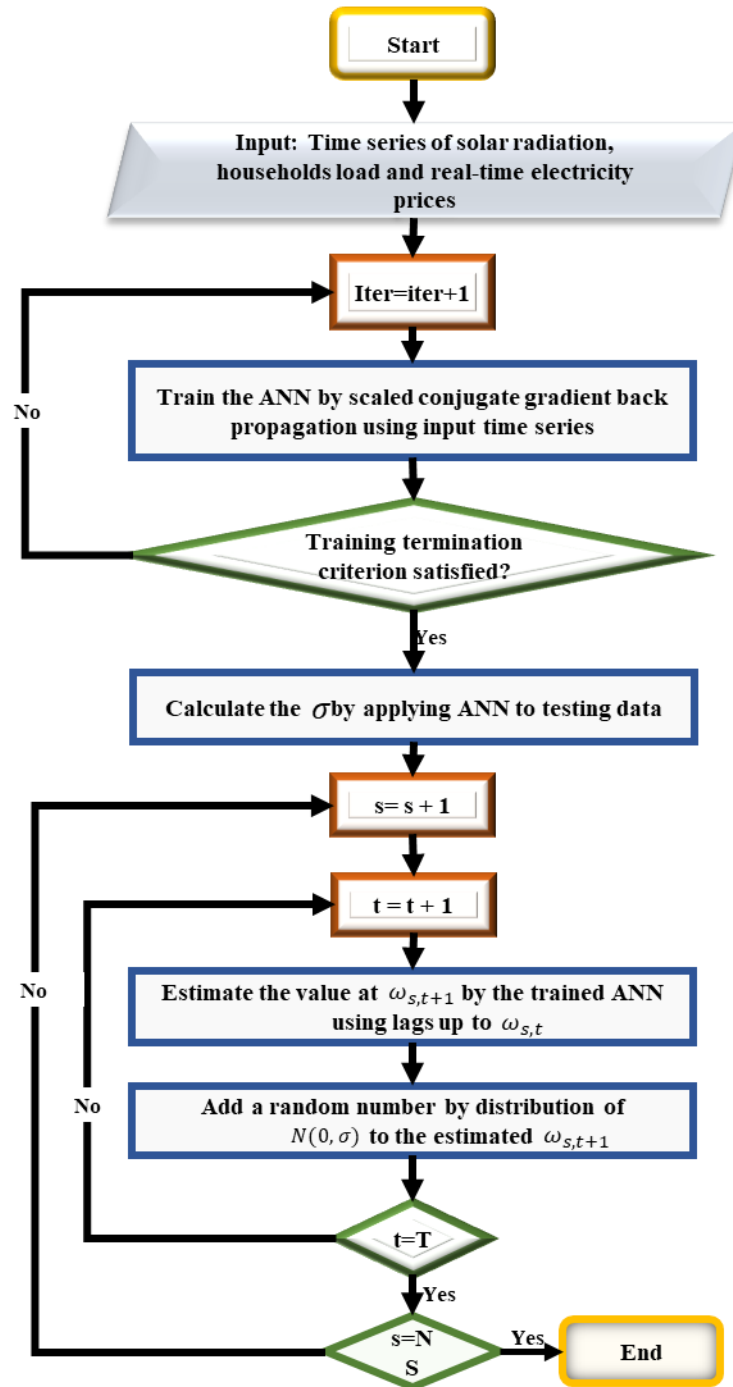 Start
Input: Time series of solar radiation,
households load and real-time electricity
prices
Iter=iter+1
Train the ANN by scaled conjugate gradient back
propagation using input time series
No
Training termination
criterion satisfied?
Yes
Calculate the σ by applying ANN to testing data
s= s + 1
t = t + 1
No
Estimate the value at ω_{s,t+1} by the trained ANN
using lags up to ω_{s,t}
No
Add a random number by distribution of
N(0, σ) to the estimated ω_{s,t+1}
t=T
Yes
s=N
S
Yes
End